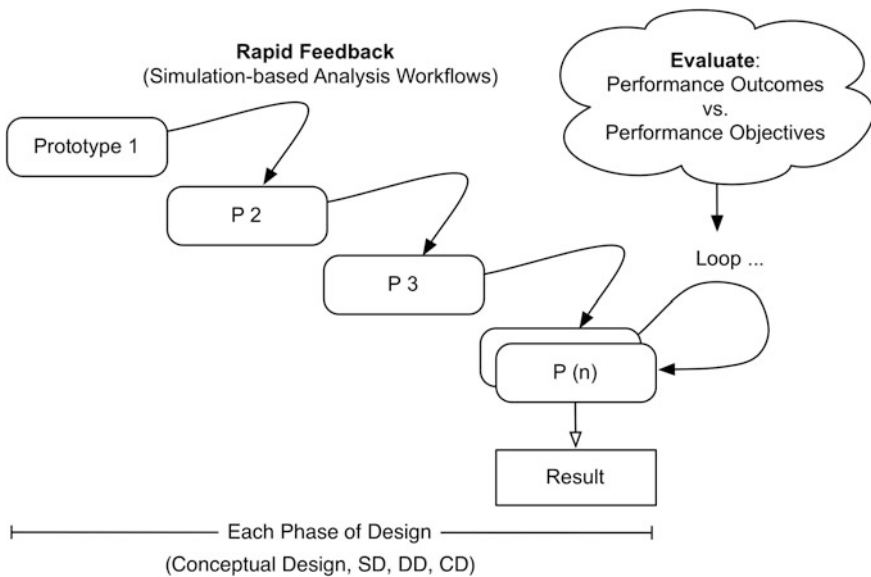 Rapid Feedback
(Simulation-based Analysis Workflows)
Evaluate:
Performance Outcomes
vs.
Performance Objectives
Prototype 1
P 2
P 3
Loop ...
P (n)
Result
Each Phase of Design
(Conceptual Design, SD, DD, CD)